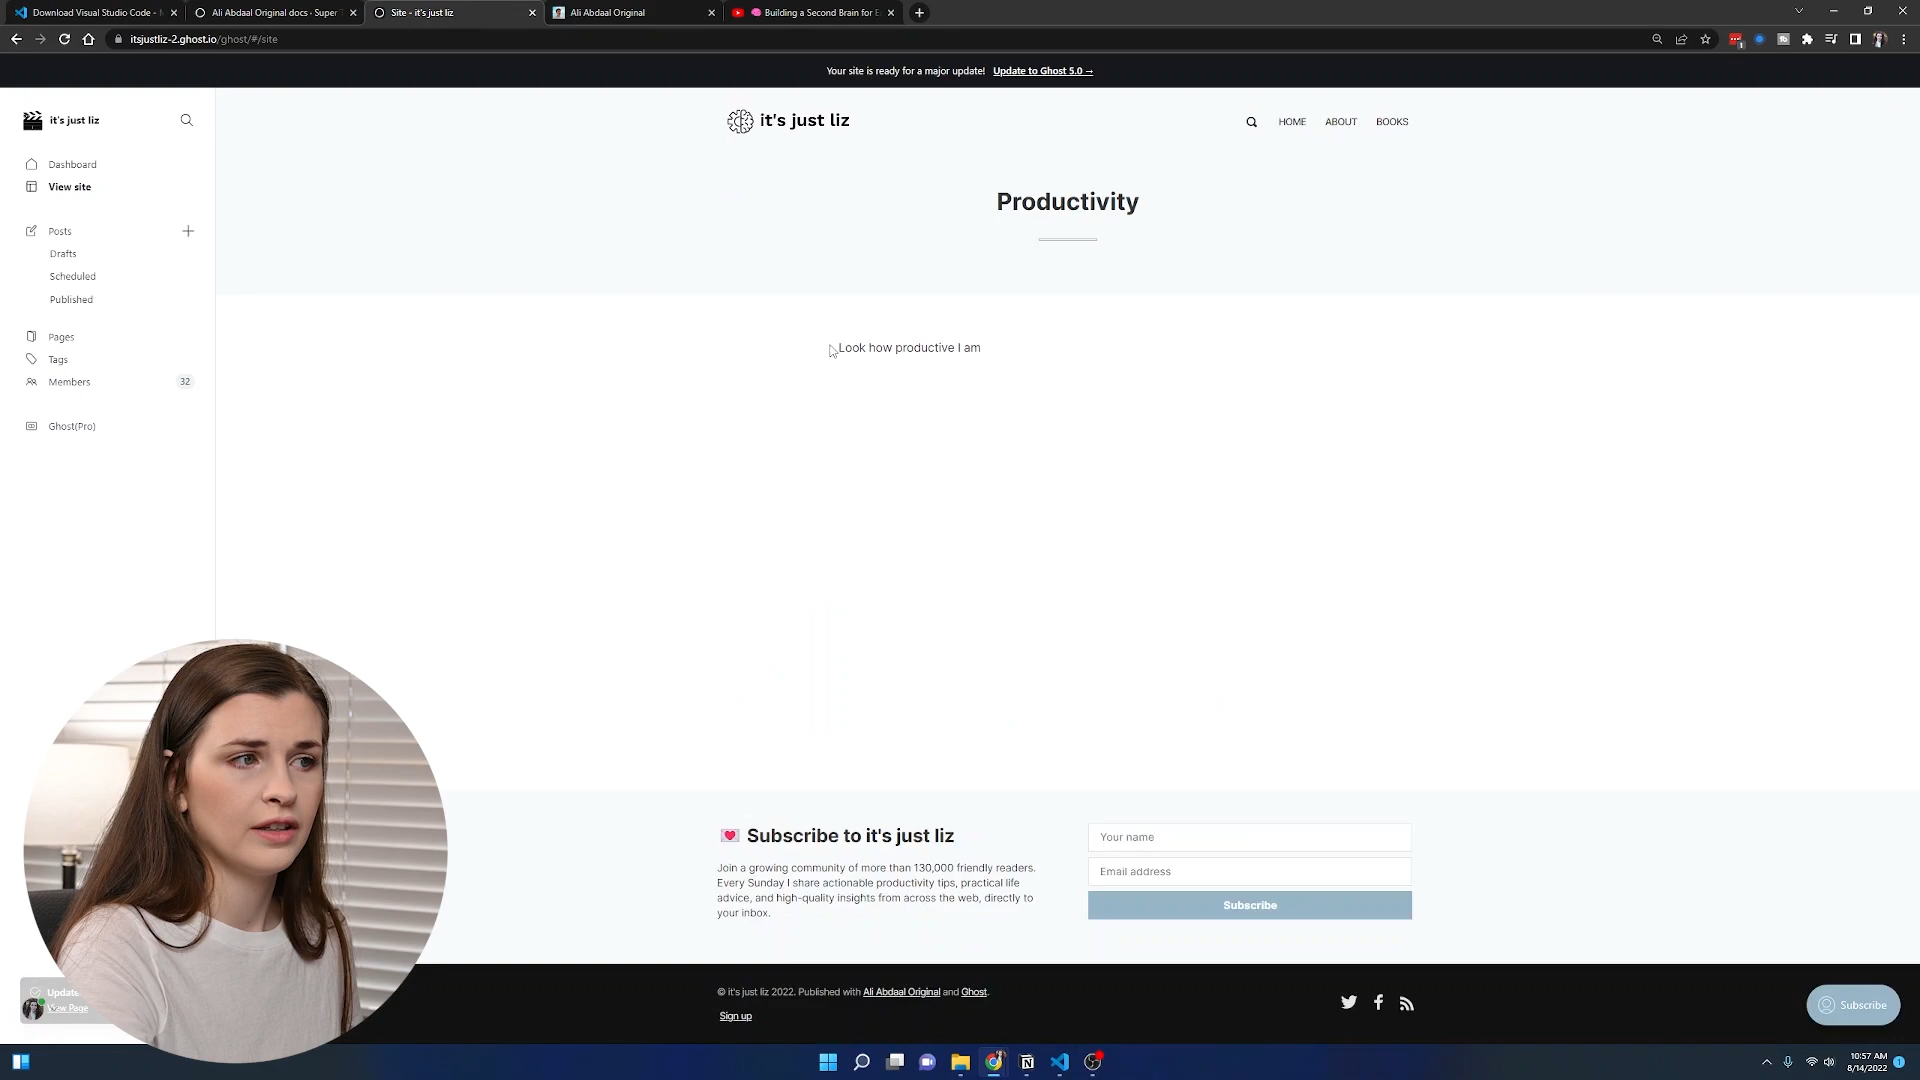 Download Visual Studio Code -
Ali Abdaal Original docs - Super
Site - it's just liz
Ali Abdaal Original
Building a Second Brain for
itsjustliz-2.ghost.io/ghost/#/site
Your site is ready for a major update! Update to Ghost 5.0 →
it's just liz
it's just liz
HOME ABOUT BOOKS
Dashboard
View site
Posts
Drafts
Scheduled
Published
Pages
Tags
Members 32
Ghost(Pro)
Productivity
Look how productive I am
💌 Subscribe to it's just liz
Join a growing community of more than 130,000 friendly readers.
Every Sunday I share actionable productivity tips, practical life
advice, and high-quality insights from across the web, directly to
your inbox.
Your name
Email address
Subscribe
View Page
© it's just liz 2022. Published with Ali Abdaal Original and Ghost.
Sign up
Subscribe
10:57 AM
8/14/2022